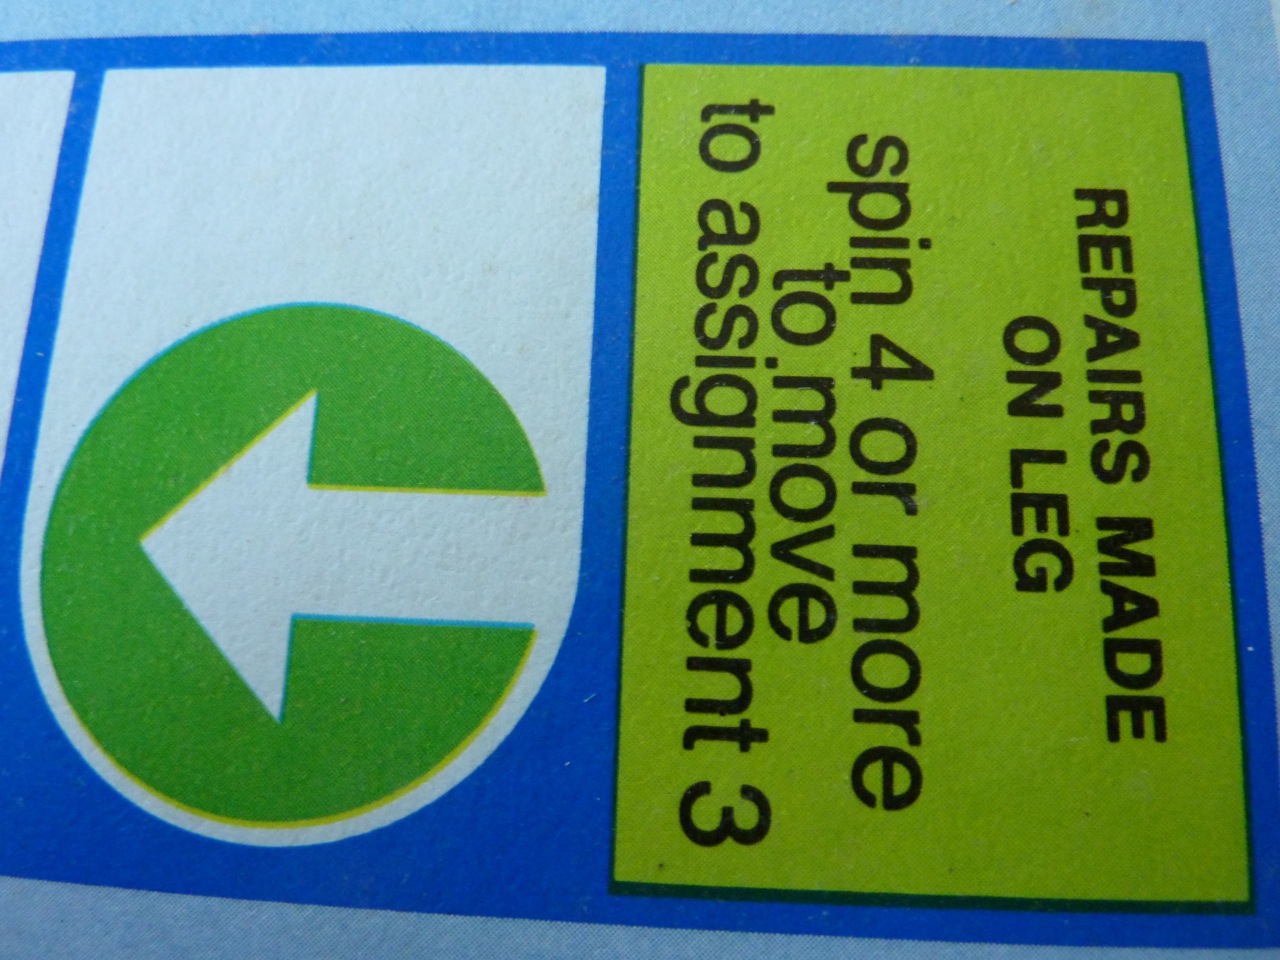 REPAIRS MADE
ON LEG
spin 4 or more
to move
to assignment 3